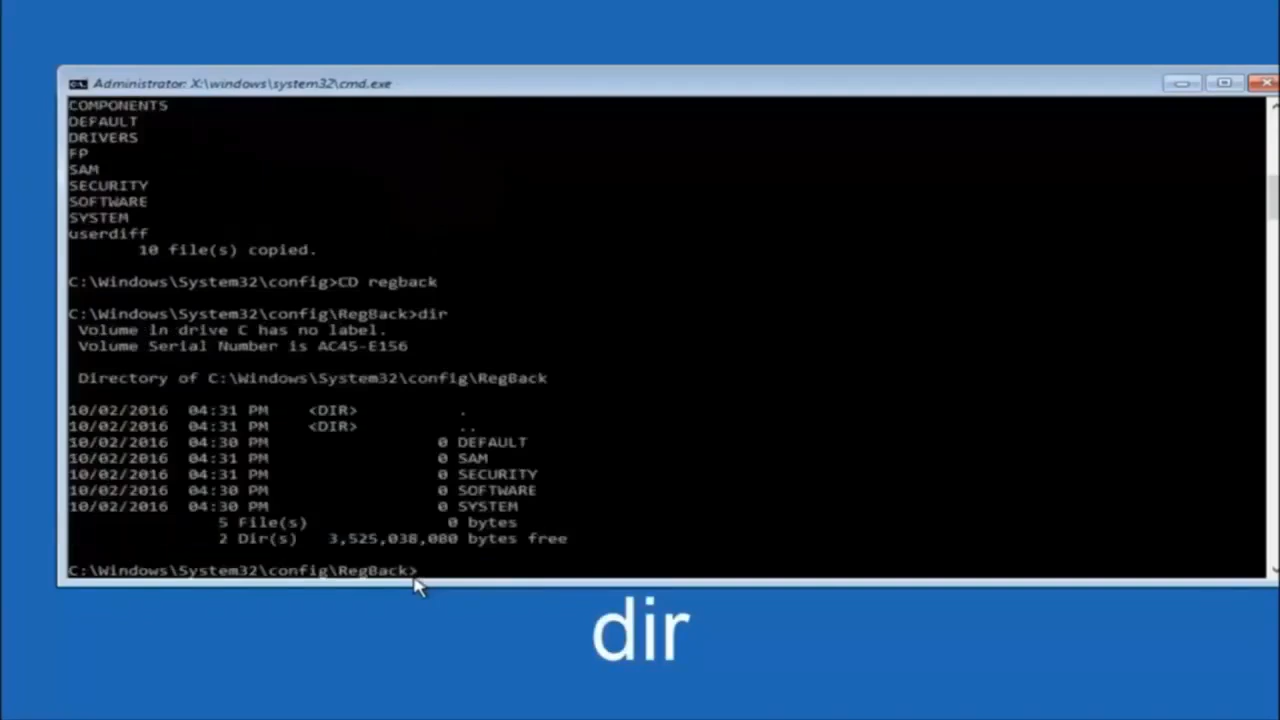 Administrator: X:\windows\system32\cmd.exe
COMPONENTS
DEFAULT
DRIVERS
FP
SAM
SECURITY
SOFTWARE
SYSTEM
userdiff
10 file(s) copied.
C:\Windows\System32\config>CD regback
C:\Windows\System32\config\RegBack>dir
Volume in drive C has no label.
Volume Serial Number is AC45-E156
Directory of C:\Windows\System32\config\RegBack
10/02/2016 04:31 PM <DIR> .
10/02/2016 04:31 PM <DIR> ..
10/02/2016 04:30 PM 0 DEFAULT
10/02/2016 04:31 PM 0 SAM
10/02/2016 04:31 PM 0 SECURITY
10/02/2016 04:30 PM 0 SOFTWARE
10/02/2016 04:30 PM 0 SYSTEM
5 File(s) 0 bytes
2 Dir(s) 3,525,038,080 bytes free
C:\Windows\System32\config\RegBack>
dir